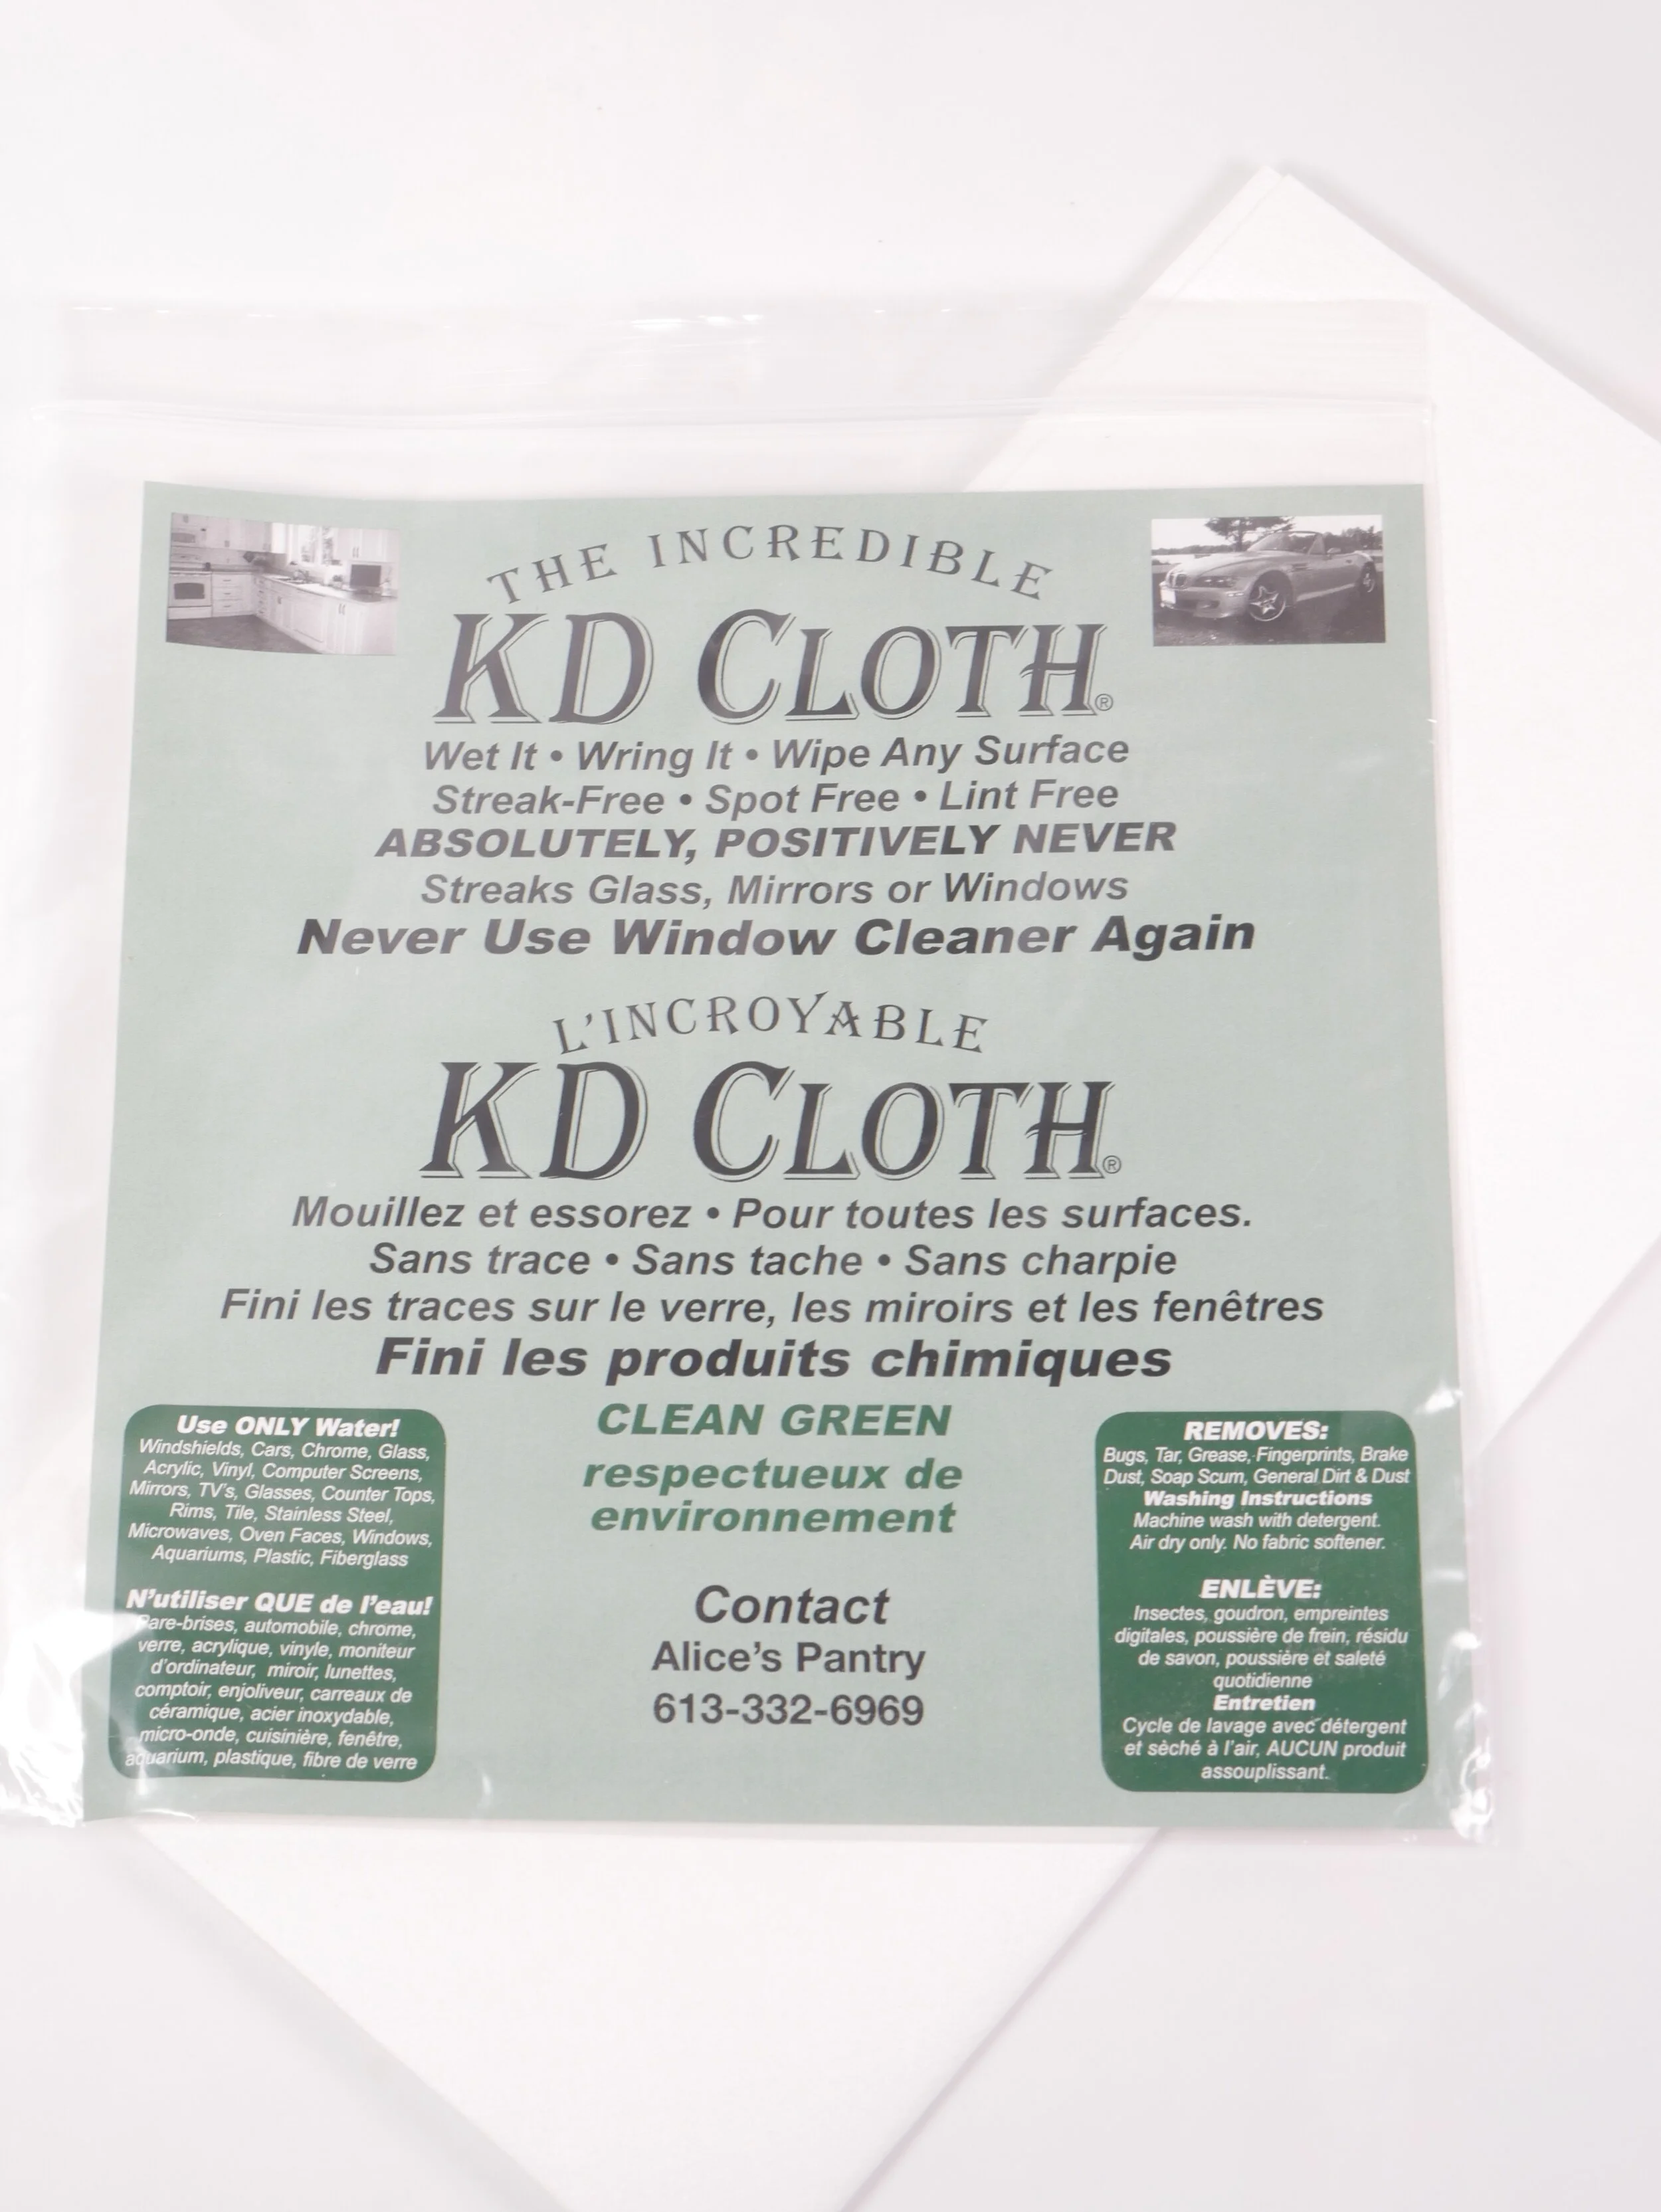 THE INCREDIBLE
KD CLOTH®
Wet It • Wring It • Wipe Any Surface
Streak-Free • Spot Free • Lint Free
ABSOLUTELY, POSITIVELY NEVER
Streaks Glass, Mirrors or Windows
Never Use Window Cleaner Again
L'INCROYABLE
KD CLOTH®
Mouillez et essorez • Pour toutes les surfaces.
Sans trace • Sans tache • Sans charpie
Fini les traces sur le verre, les miroirs et les fenêtres
Fini les produits chimiques
Use ONLY Water!
Windshields, Cars, Chrome, Glass,
Acrylic, Vinyl, Computer Screens,
Mirrors, TV's, Glasses, Counter Tops,
Rims, Tile, Stainless Steel,
Microwaves, Oven Faces, Windows,
Aquariums, Plastic, Fiberglass
N'utiliser QUE de l'eau!
Pare-brises, automobile, chrome,
verre, acrylique, vinyle, moniteur
d'ordinateur, miroir, lunettes,
comptoir, enjoliveur, carreaux de
céramique, acier inoxydable,
micro-onde, cuisinière, fenêtre,
aquarium, plastique, fibre de verre
CLEAN GREEN
respectueux de
environnement
Contact
Alice's Pantry
613-332-6969
REMOVES:
Bugs, Tar, Grease, Fingerprints, Brake
Dust, Soap Scum, General Dirt & Dust
Washing Instructions
Machine wash with detergent.
Air dry only. No fabric softener.
ENLÈVE:
Insectes, goudron, empreintes
digitales, poussière de frein, résidu
de savon, poussière et saleté
quotidienne
Entretien
Cycle de lavage avec détergent
et sèché à l'air, AUCUN produit
assouplissant.